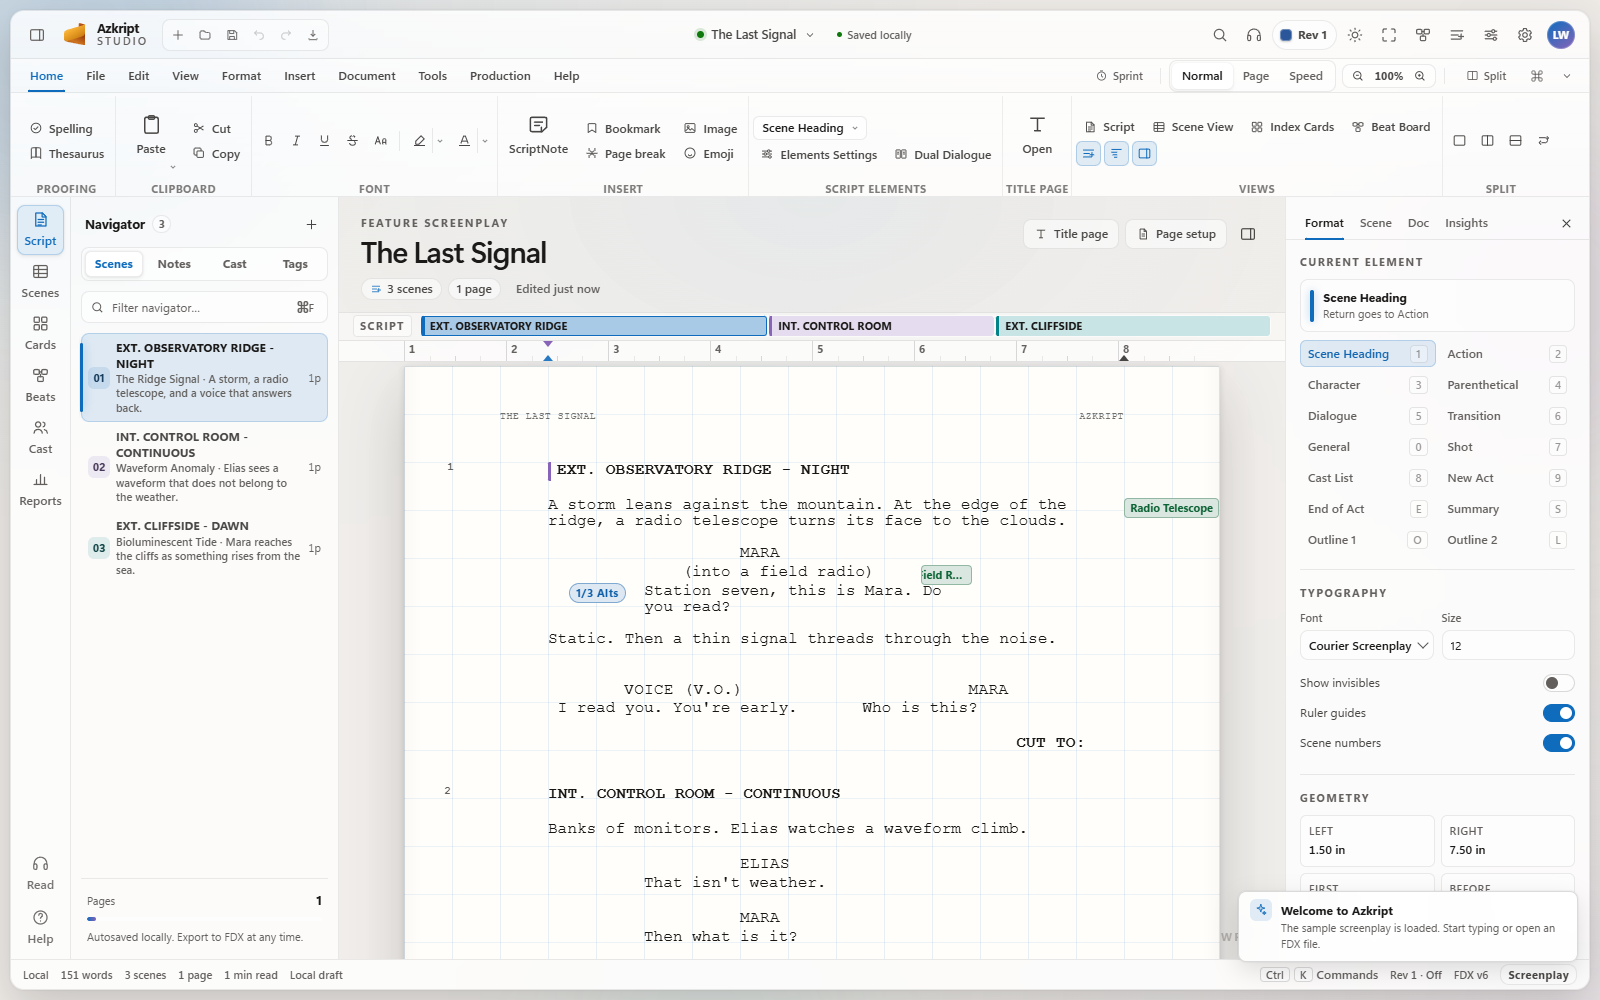 Azkript
STUDIO
The Last Signal
Saved locally
Rev 1
LW
Home
File
Edit
View
Format
Insert
Document
Tools
Production
Help
Sprint
Normal
Page
Speed
100%
Split
Spelling
Thesaurus
PROOFING
Paste
Cut
Copy
CLIPBOARD
FONT
ScriptNote
Bookmark
Page break
Image
Emoji
INSERT
Scene Heading
Elements Settings
Dual Dialogue
SCRIPT ELEMENTS
Open
TITLE PAGE
Script
Scene View
Index Cards
Beat Board
VIEWS
SPLIT
Script
Scenes
Cards
Beats
Cast
Reports
Read
Help
Navigator 3
Scenes
Notes
Cast
Tags
Filter navigator...
⌘F
01
EXT. OBSERVATORY RIDGE -
NIGHT
The Ridge Signal · A storm, a radio
telescope, and a voice that answers
back.
1p
02
INT. CONTROL ROOM -
CONTINUOUS
Waveform Anomaly · Elias sees a
waveform that does not belong to
the weather.
1p
03
EXT. CLIFFSIDE - DAWN
Bioluminescent Tide · Mara reaches
the cliffs as something rises from the
sea.
1p
Pages
1
Autosaved locally. Export to FDX at any time.
FEATURE SCREENPLAY
The Last Signal
3 scenes
1 page
Edited just now
Title page
Page setup
SCRIPT
EXT. OBSERVATORY RIDGE
INT. CONTROL ROOM
EXT. CLIFFSIDE
1 2 3 4 5 6 7 8
THE LAST SIGNAL
AZKRIPT
1
EXT. OBSERVATORY RIDGE - NIGHT
A storm leans against the mountain. At the edge of the
ridge, a radio telescope turns its face to the clouds.
Radio Telescope
MARA
(into a field radio)
ield R...
1/3 Alts
Station seven, this is Mara. Do
you read?
Static. Then a thin signal threads through the noise.
VOICE (V.O.)
MARA
I read you. You're early.
Who is this?
CUT TO:
2
INT. CONTROL ROOM - CONTINUOUS
Banks of monitors. Elias watches a waveform climb.
ELIAS
That isn't weather.
MARA
Then what is it?
Format
Scene
Doc
Insights
CURRENT ELEMENT
Scene Heading
Return goes to Action
Scene Heading 1
Action 2
Character 3
Parenthetical 4
Dialogue 5
Transition 6
General 0
Shot 7
Cast List 8
New Act 9
End of Act E
Summary S
Outline 1 O
Outline 2 L
TYPOGRAPHY
Font
Size
Courier Screenplay
12
Show invisibles
Ruler guides
Scene numbers
GEOMETRY
LEFT
1.50 in
RIGHT
7.50 in
FIRST
BEFORE
Welcome to Azkript
The sample screenplay is loaded. Start typing or open an
FDX file.
Local
151 words
3 scenes
1 page
1 min read
Local draft
Ctrl K Commands
Rev 1 · Off
FDX v6
Screenplay